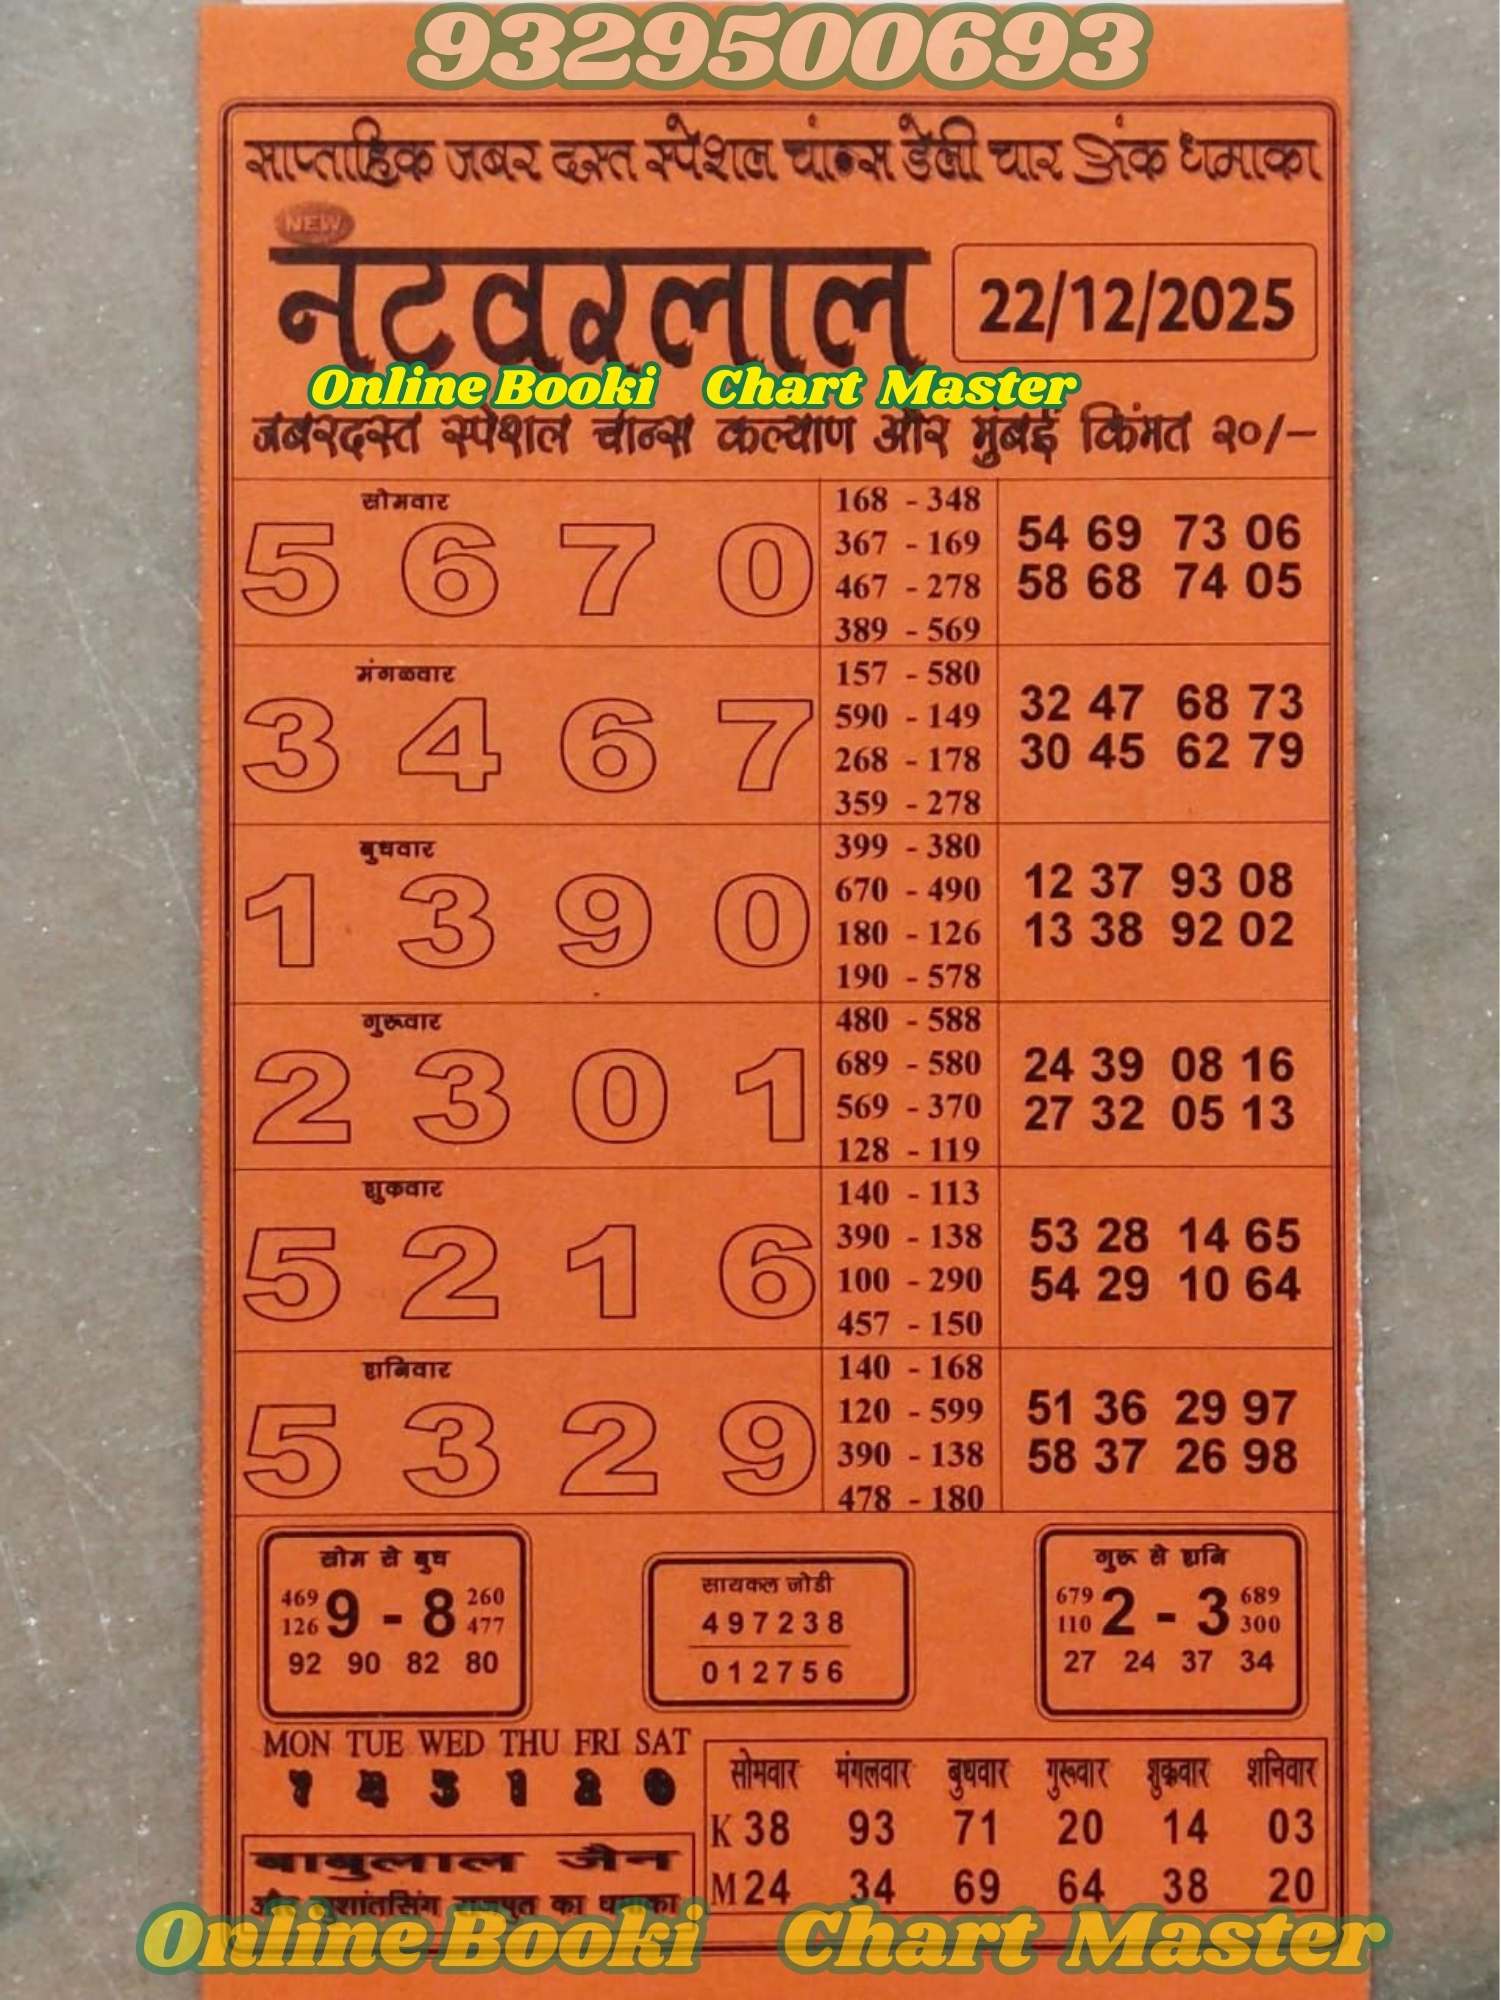 9329500693
साप्ताहिक जबर दस्त स्पेशल चांन्स डेली चार अंक धमाका
NEW
नटवरलाल
22/12/2025
Online Booki Chart Master
जबरदस्त स्पेशल चान्स कल्याण और मुंबई किंमत २०/-
सोमवार
5 6 7 0
168 - 348
367 - 169
467 - 278
389 - 569
54 69 73 06
58 68 74 05
मंगळवार
3 4 6 7
157 - 580
590 - 149
268 - 178
359 - 278
32 47 68 73
30 45 62 79
बुधवार
1 3 9 0
399 - 380
670 - 490
180 - 126
190 - 578
12 37 93 08
13 38 92 02
गुरूवार
2 3 0 1
480 - 588
689 - 580
569 - 370
128 - 119
24 39 08 16
27 32 05 13
शुक्रवार
5 2 1 6
140 - 113
390 - 138
100 - 290
457 - 150
53 28 14 65
54 29 10 64
शनिवार
5 3 2 9
140 - 168
120 - 599
390 - 138
478 - 180
51 36 29 97
58 37 26 98
सोम से बुध
469 9 - 8 260
126 477
92 90 82 80
सायकल जोडी
497238
012756
गुरू से शनि
679 2 - 3 689
110 300
27 24 37 34
MON TUE WED THU FRI SAT
सोमवार मंगलवार बुधवार गुरूवार शुक्रवार शनिवार
K 38 93 71 20 14 03
M 24 34 69 64 38 20
बाबुलाल जैन
और सुशांतसिंग राजपुत का धमाका
Online Booki Chart Master